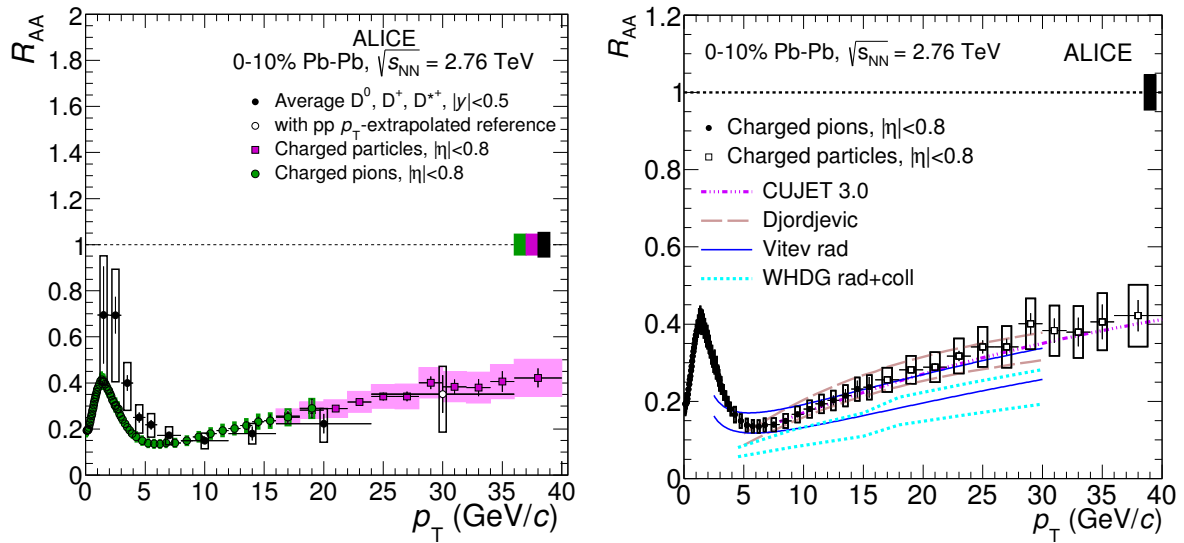 R_AA
2
1.8
1.6
1.4
1.2
1
0.8
0.6
0.4
0.2
0
ALICE
0-10% Pb-Pb, √s_NN = 2.76 TeV
Average D^0, D^+, D^*+, |y|<0.5
with pp p_T-extrapolated reference
Charged particles, |η|<0.8
Charged pions, |η|<0.8
0 5 10 15 20 25 30 35 40
p_T (GeV/c)
R_AA
1.2
1
0.8
0.6
0.4
0.2
0
0-10% Pb-Pb, √s_NN = 2.76 TeV ALICE
Charged pions, |η|<0.8
Charged particles, |η|<0.8
CUJET 3.0
Djordjevic
Vitev rad
WHDG rad+coll
0 5 10 15 20 25 30 35 40
p_T (GeV/c)